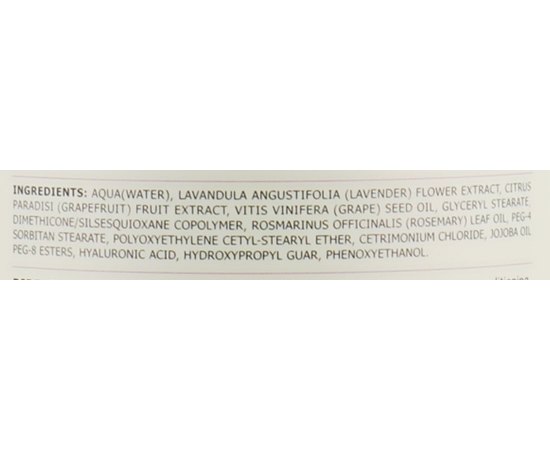 INGREDIENTS: AQUA(WATER), LAVANDULA ANGUSTIFOLIA (LAVENDER) FLOWER EXTRACT, CITRUS
PARADISI (GRAPEFRUIT) FRUIT EXTRACT, VITIS VINIFERA (GRAPE) SEED OIL, GLYCERYL STEARATE,
DIMETHICONE/SILSESQUIOXANE COPOLYMER, ROSMARINUS OFFICINALIS (ROSEMARY) LEAF OIL, PEG-4
SORBITAN STEARATE, POLYOXYETHYLENE CETYL-STEARYL ETHER, CETRIMONIUM CHLORIDE, JOJOBA OIL
PEG-8 ESTERS, HYALURONIC ACID, HYDROXYPROPYL GUAR, PHENOXYETHANOL.